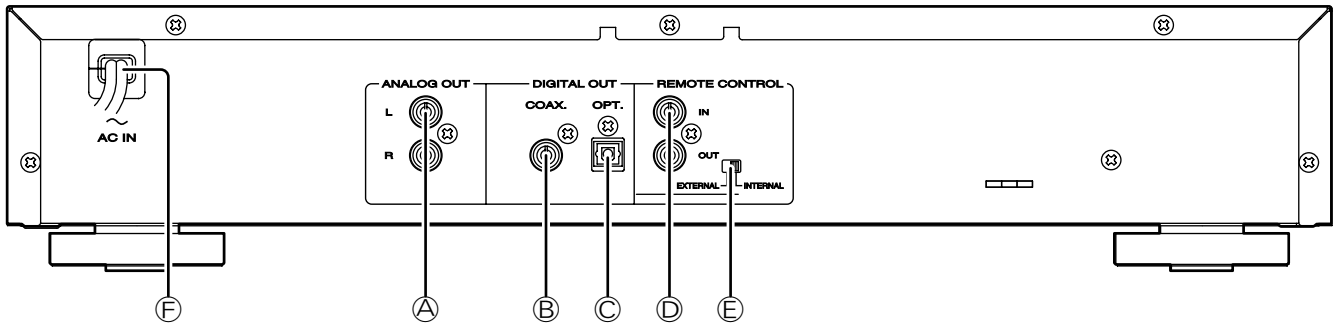 ANALOG OUT
DIGITAL OUT
REMOTE CONTROL
COAX.
OPT.
L
IN
AC IN
R
OUT
EXTERNAL
INTERNAL
Ⓕ
Ⓐ
Ⓑ
Ⓒ
Ⓓ
Ⓔ